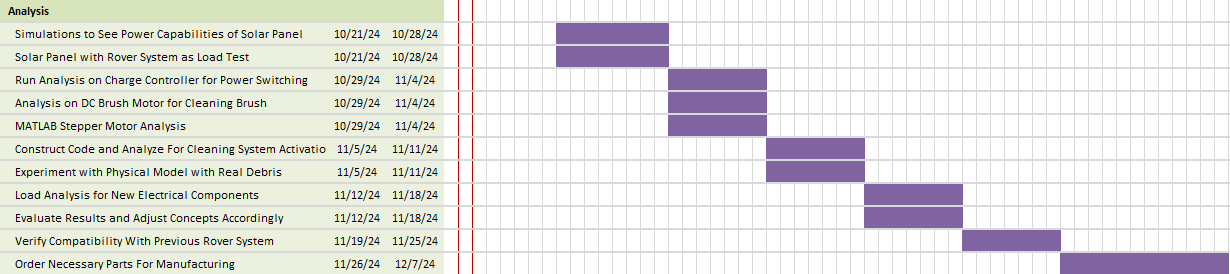 Analysis
Simulations to See Power Capabilities of Solar Panel 10/21/24 10/28/24
Solar Panel with Rover System as Load Test 10/21/24 10/28/24
Run Analysis on Charge Controller for Power Switching 10/29/24 11/4/24
Analysis on DC Brush Motor for Cleaning Brush 10/29/24 11/4/24
MATLAB Stepper Motor Analysis 10/29/24 11/4/24
Construct Code and Analyze For Cleaning System Activatio 11/5/24 11/11/24
Experiment with Physical Model with Real Debris 11/5/24 11/11/24
Load Analysis for New Electrical Components 11/12/24 11/18/24
Evaluate Results and Adjust Concepts Accordingly 11/12/24 11/18/24
Verify Compatibility With Previous Rover System 11/19/24 11/25/24
Order Necessary Parts For Manufacturing 11/26/24 12/7/24